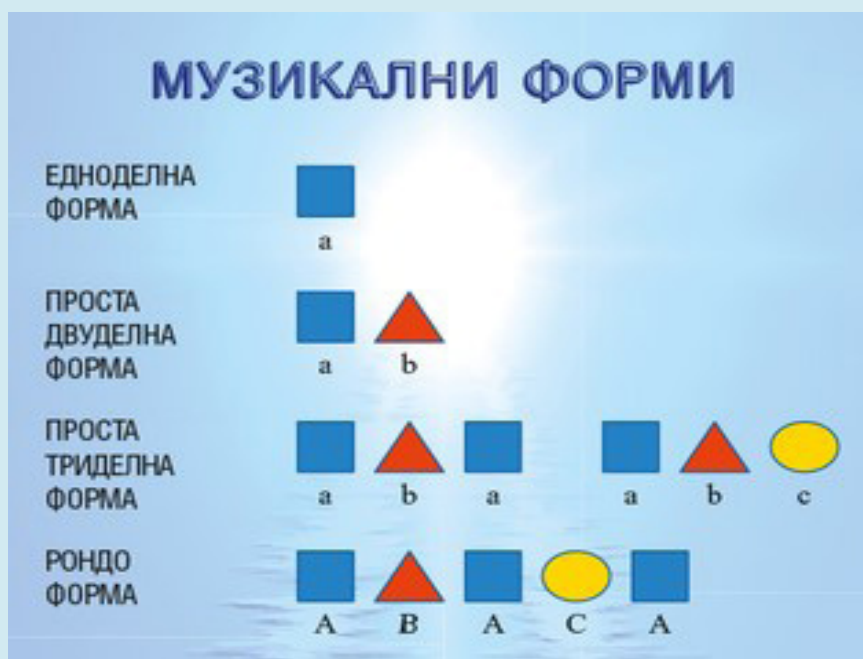 МУЗИКАЛНИ ФОРМИ
ЕДНОДЕЛНА
ФОРМА
a
ПРОСТА
ДВУДЕЛНА
ФОРМА
a b
ПРОСТА
ТРИДЕЛНА
ФОРМА
a b a a b c
РОНДО
ФОРМА
A B A C A